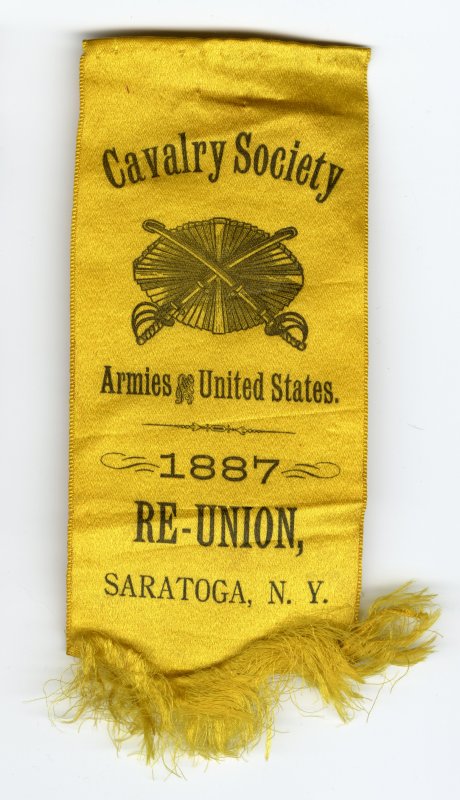 Cavalry Society
Armies United States.
1887
RE-UNION,
SARATOGA, N. Y.